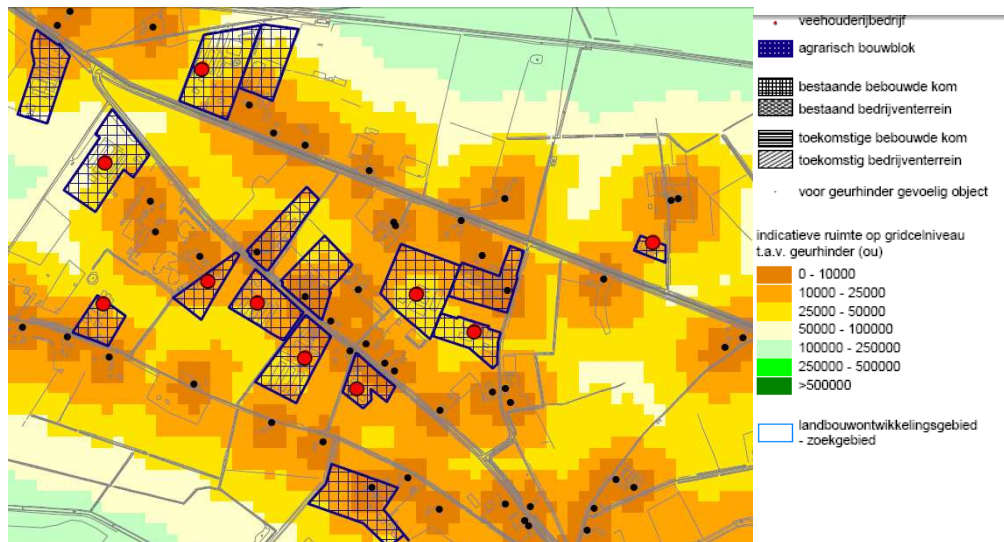 veehouderijbedrijf
agrarisch bouwblok
bestaande bebouwde kom
bestaand bedrijventerrein
toekomstige bebouwde kom
toekomstig bedrijventerrein
voor geurhinder gevoelig object
indicatieve ruimte op gridcelniveau
t.a.v. geurhinder (ou)
0 - 10000
10000 - 25000
25000 - 50000
50000 - 100000
100000 - 250000
250000 - 500000
>500000
landbouwontwikkelingsgebied
- zoekgebied